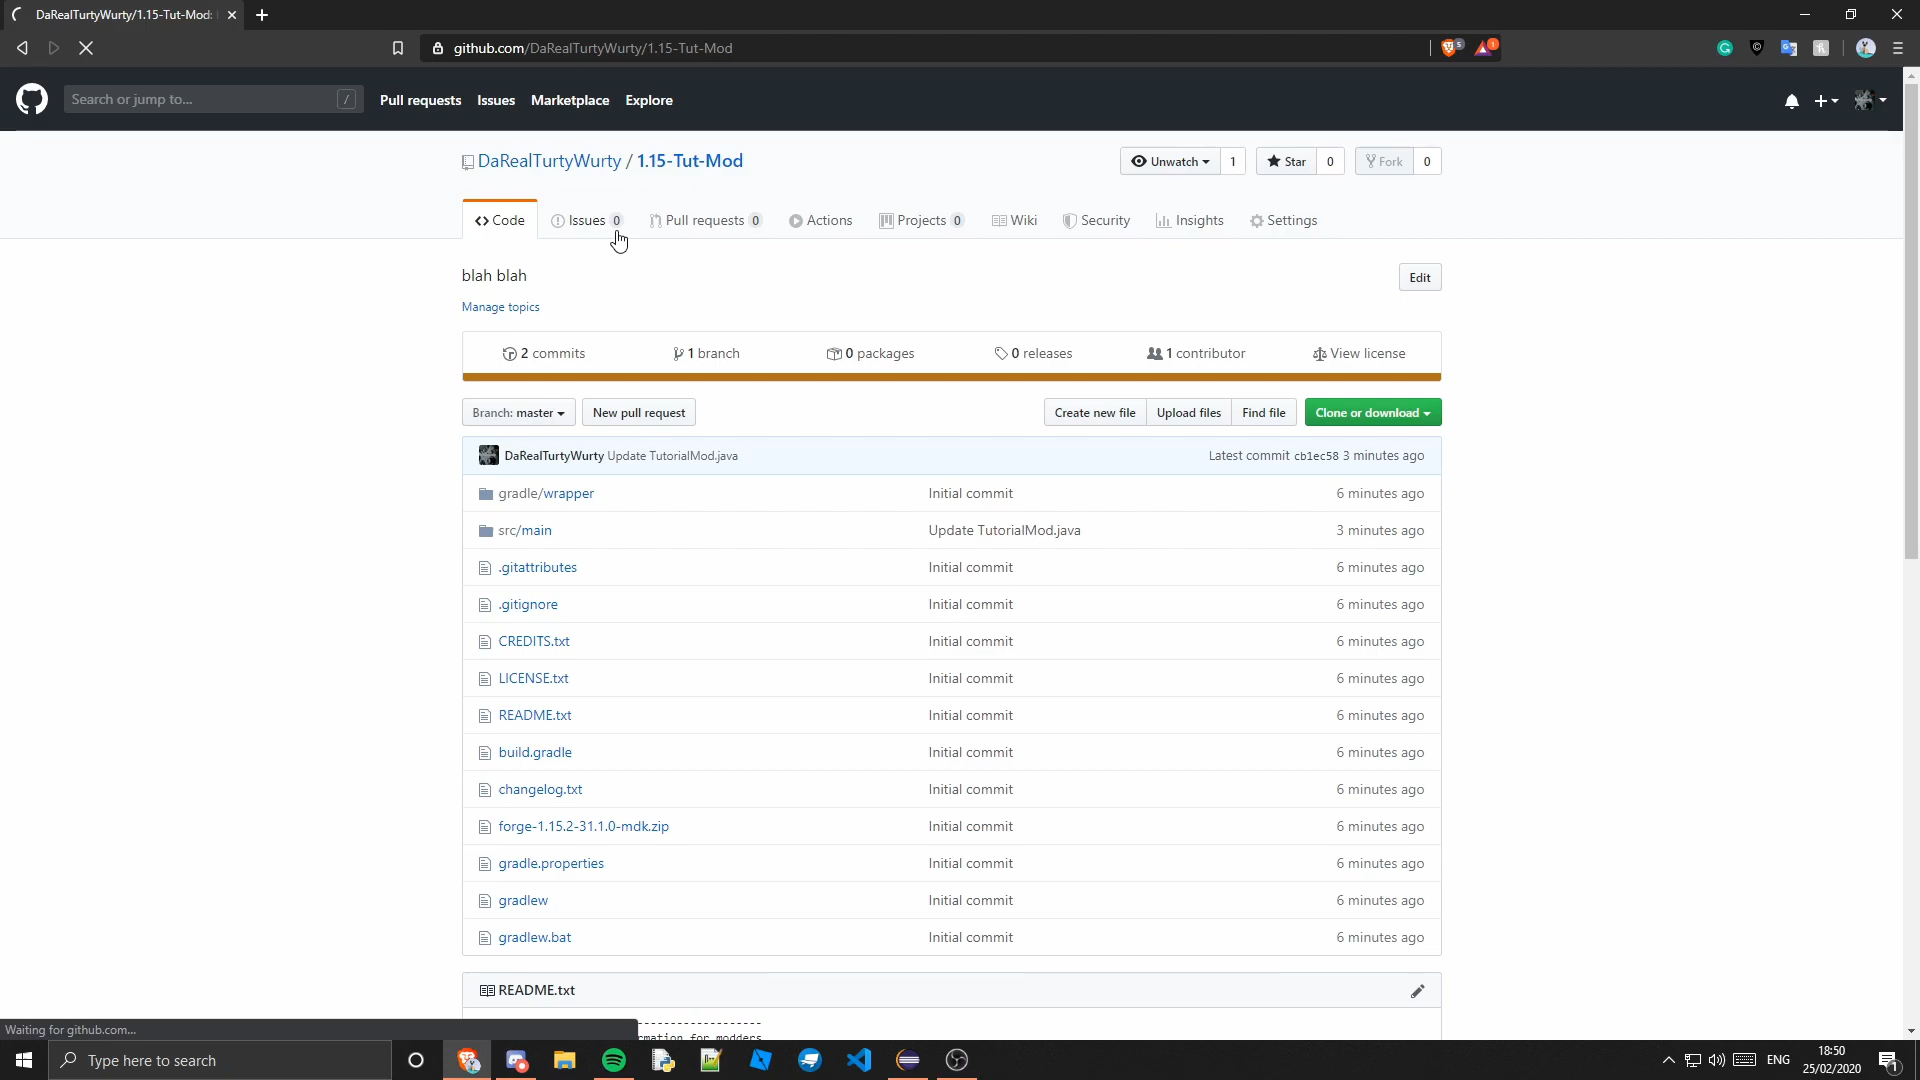 DaRealTurtyWurty/1.15-Tut-Mod:
github.com/DaRealTurtyWurty/1.15-Tut-Mod
5
1
Search or jump to... /
Pull requests Issues Marketplace Explore
DaRealTurtyWurty / 1.15-Tut-Mod
Unwatch 1 Star 0 Fork 0
Code Issues 0 Pull requests 0 Actions Projects 0 Wiki Security Insights Settings
blah blah
Edit
Manage topics
2 commits 1 branch 0 packages 0 releases 1 contributor View license
Branch: master New pull request Create new file Upload files Find file Clone or download
DaRealTurtyWurty Update TutorialMod.java Latest commit cb1ec58 3 minutes ago
gradle/wrapper Initial commit 6 minutes ago
src/main Update TutorialMod.java 3 minutes ago
.gitattributes Initial commit 6 minutes ago
.gitignore Initial commit 6 minutes ago
CREDITS.txt Initial commit 6 minutes ago
LICENSE.txt Initial commit 6 minutes ago
README.txt Initial commit 6 minutes ago
build.gradle Initial commit 6 minutes ago
changelog.txt Initial commit 6 minutes ago
forge-1.15.2-31.1.0-mdk.zip Initial commit 6 minutes ago
gradle.properties Initial commit 6 minutes ago
gradlew Initial commit 6 minutes ago
gradlew.bat Initial commit 6 minutes ago
README.txt
-------------------
Waiting for github.com...
rmation for modders
Type here to search
ENG
18:50
25/02/2020
1